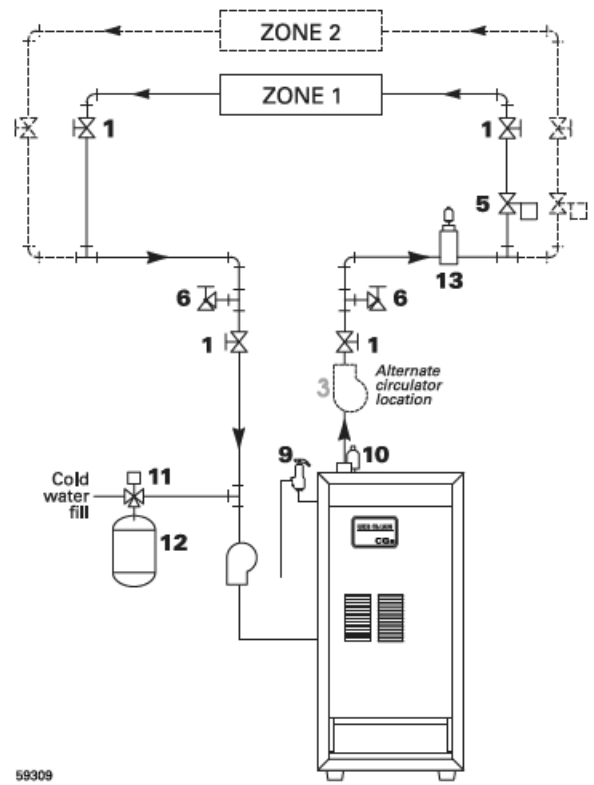 ZONE 2
ZONE 1
1
1
5
13
6
6
1
1
3
Alternate
circulator
location
9
10
Cold
water
fill
11
12
CGa
59309